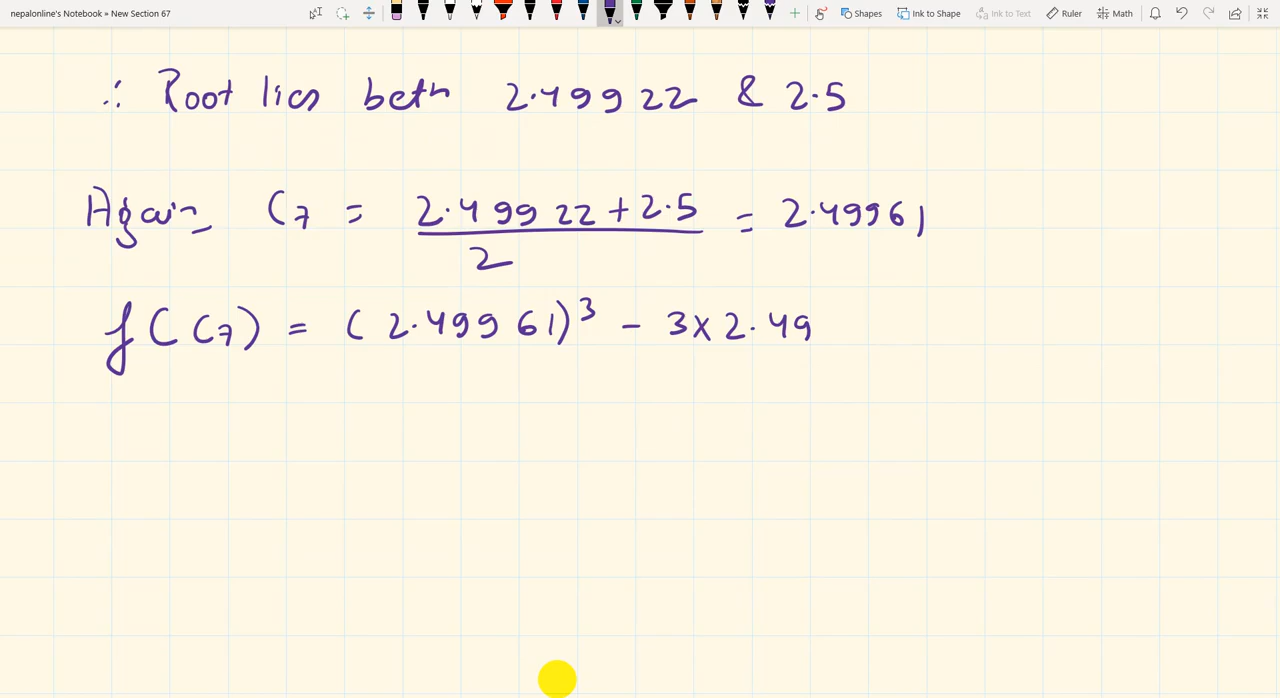 nepalonline's Notebook » New Section 67
Shapes Ink to Shape Ink to Text Ruler Math
∴ Root lies betn 2.49922 & 2.5
Again, C7 = (2.49922+2.5)/2 = 2.49961
f(C7) = (2.49961)³ - 3×2.49